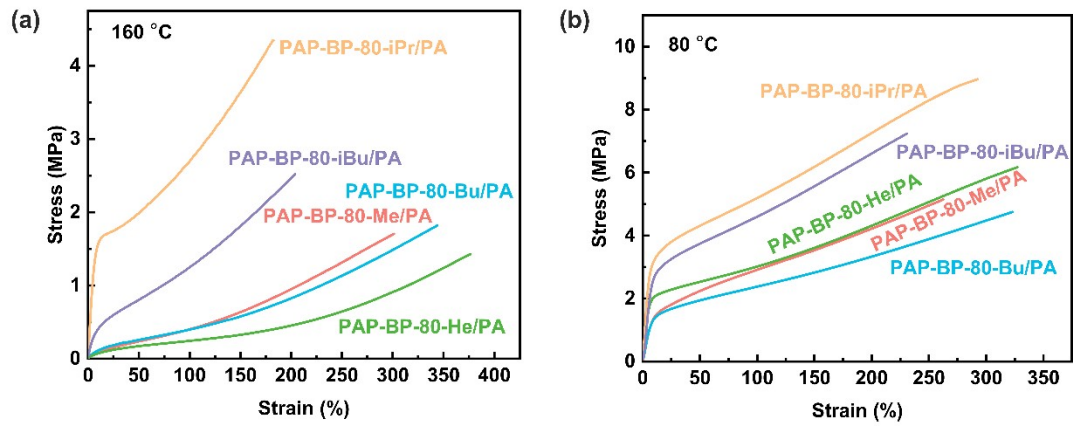 (a)
160 °C
PAP-BP-80-iPr/PA
PAP-BP-80-iBu/PA
PAP-BP-80-Bu/PA
PAP-BP-80-Me/PA
PAP-BP-80-He/PA
Stress (MPa)
4
3
2
1
0
0 50 100 150 200 250 300 350 400
Strain (%)
(b)
80 °C
PAP-BP-80-iPr/PA
PAP-BP-80-iBu/PA
PAP-BP-80-He/PA
PAP-BP-80-Me/PA
PAP-BP-80-Bu/PA
Stress (MPa)
10
8
6
4
2
0
0 50 100 150 200 250 300 350
Strain (%)